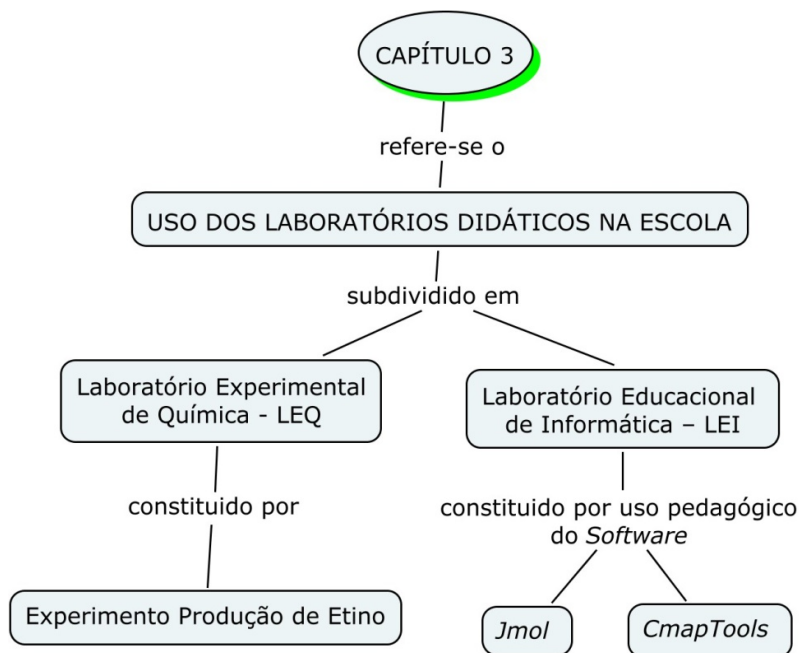 CAPÍTULO 3
refere-se o
USO DOS LABORATÓRIOS DIDÁTICOS NA ESCOLA
subdividido em
Laboratório Experimental
de Química - LEQ
Laboratório Educacional
de Informática – LEI
constituido por
constituido por uso pedagógico
do Software
Experimento Produção de Etino
Jmol
CmapTools